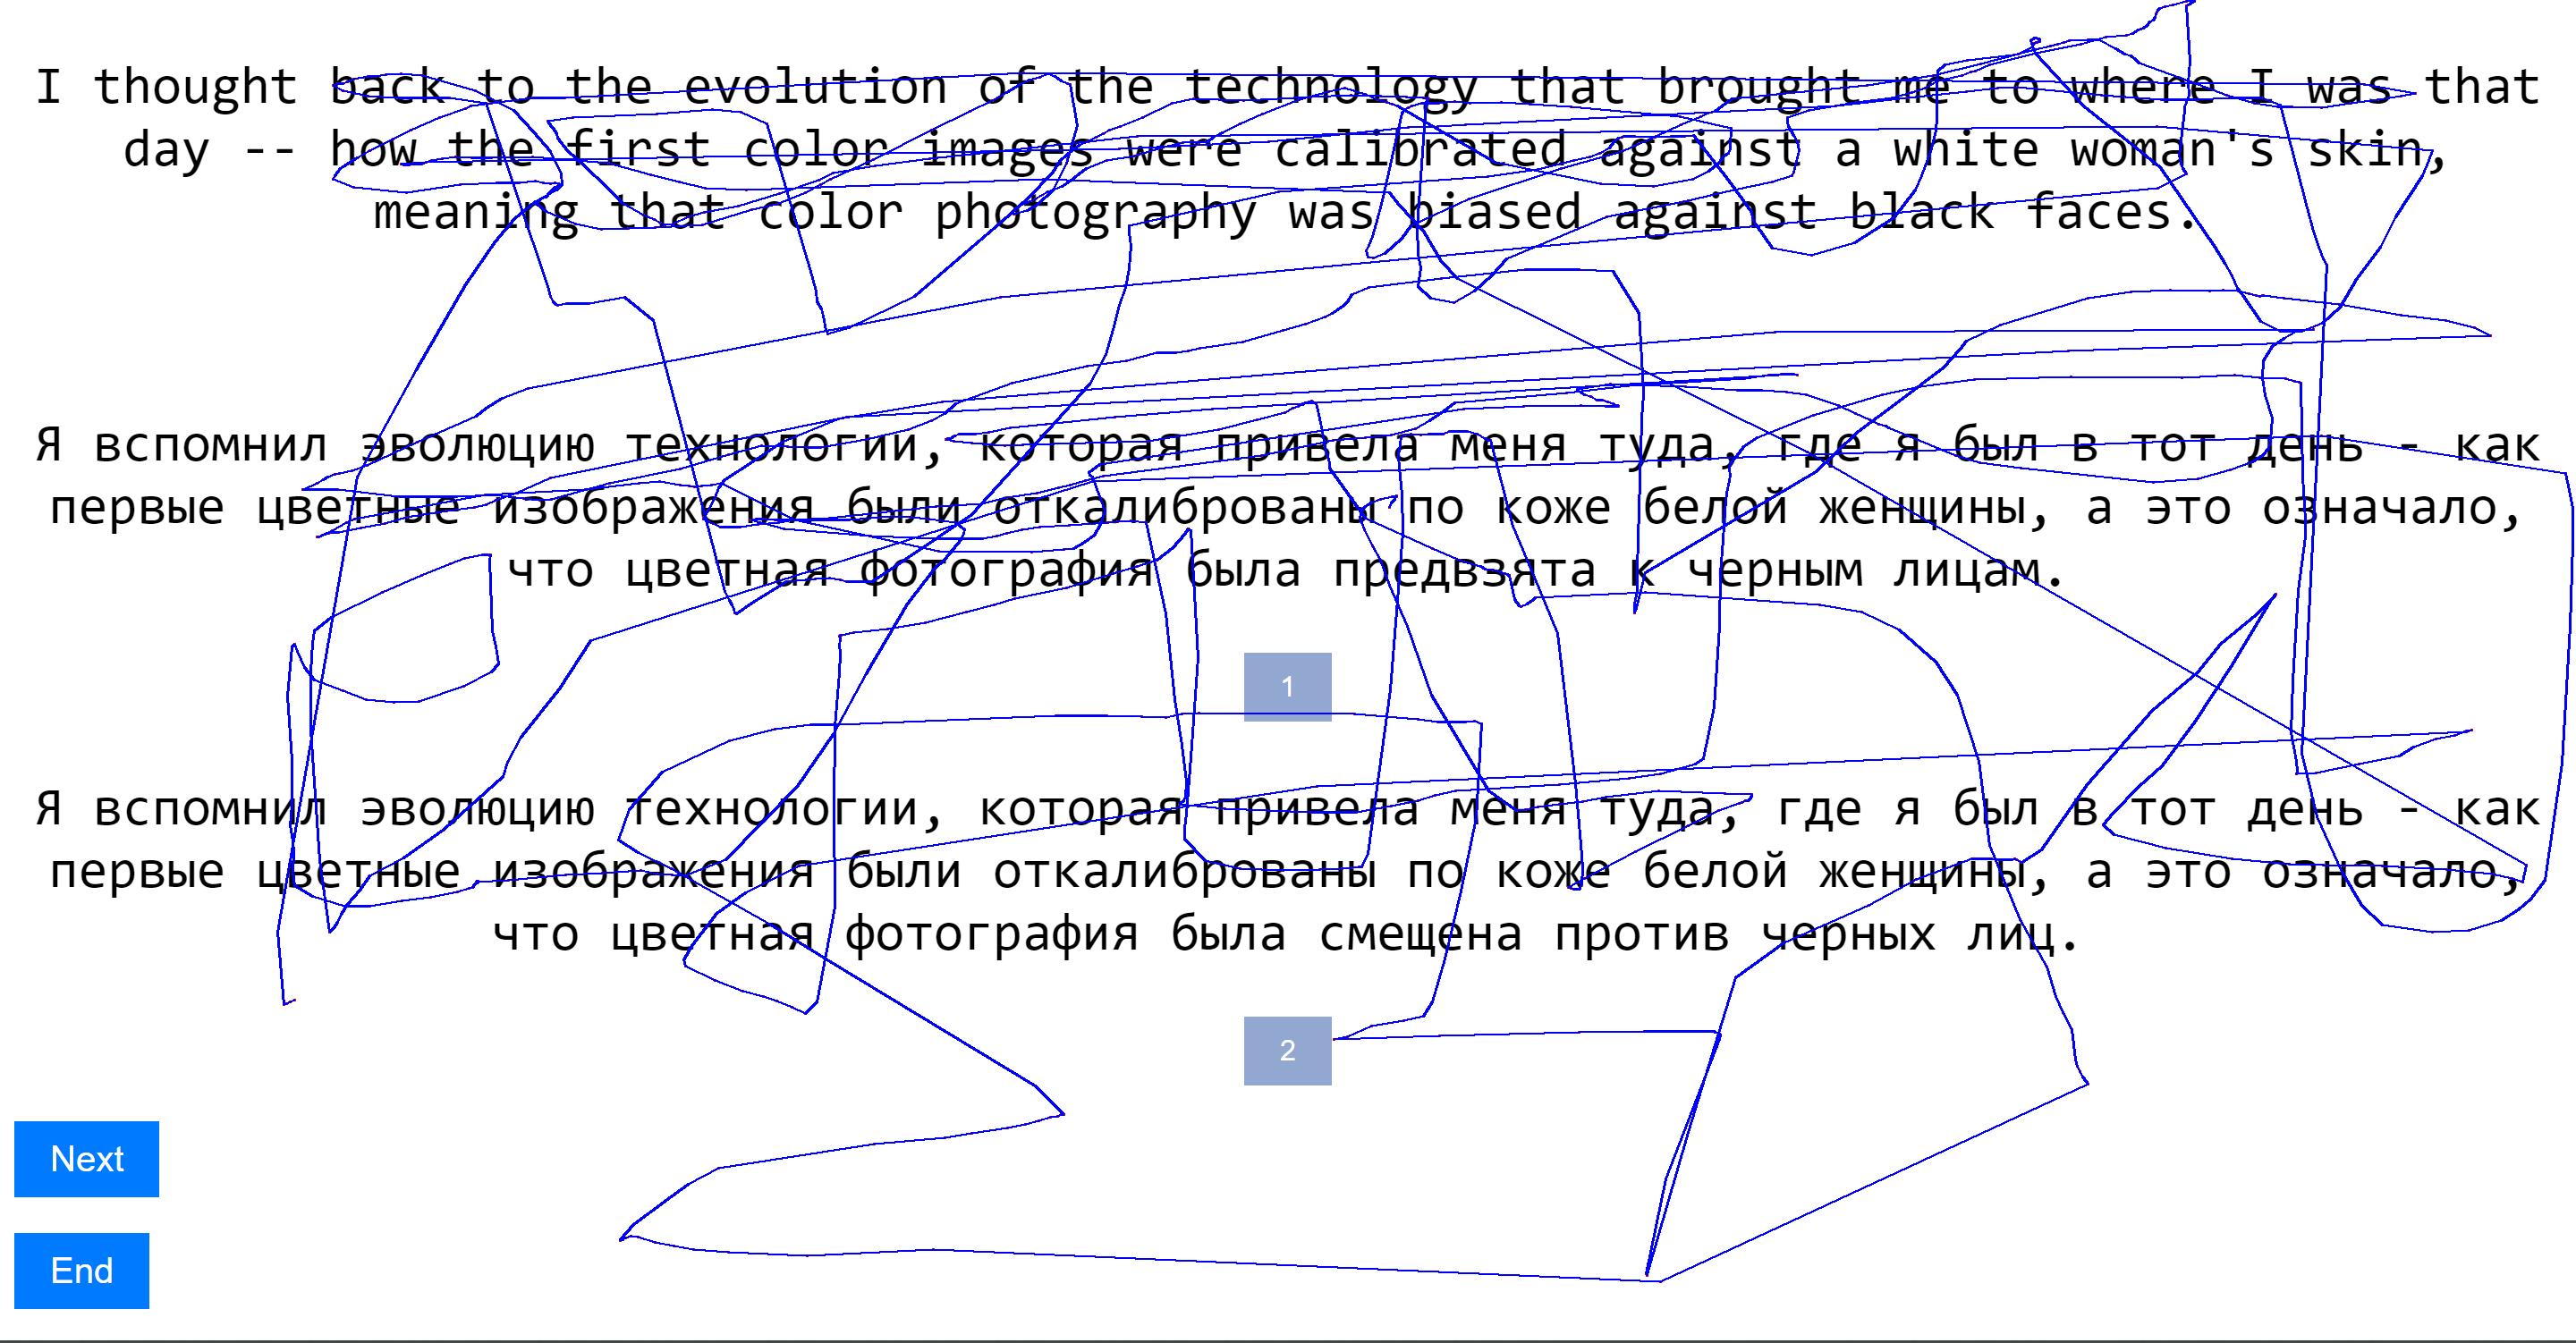 I thought back to the evolution of the technology that brought me to where I was that
day -- how the first color images were calibrated against a white woman's skin,
meaning that color photography was biased against black faces.
Я вспомнил эволюцию технологии, которая привела меня туда, где я был в тот день - как
первые цветные изображения были откалиброваны по коже белой женщины, а это означало,
что цветная фотография была предвзята к черным лицам.
1
Я вспомнил эволюцию технологии, которая привела меня туда, где я был в тот день - как
первые цветные изображения были откалиброваны по коже белой женщины, а это означало,
что цветная фотография была смещена против черных лиц.
2
Next
End